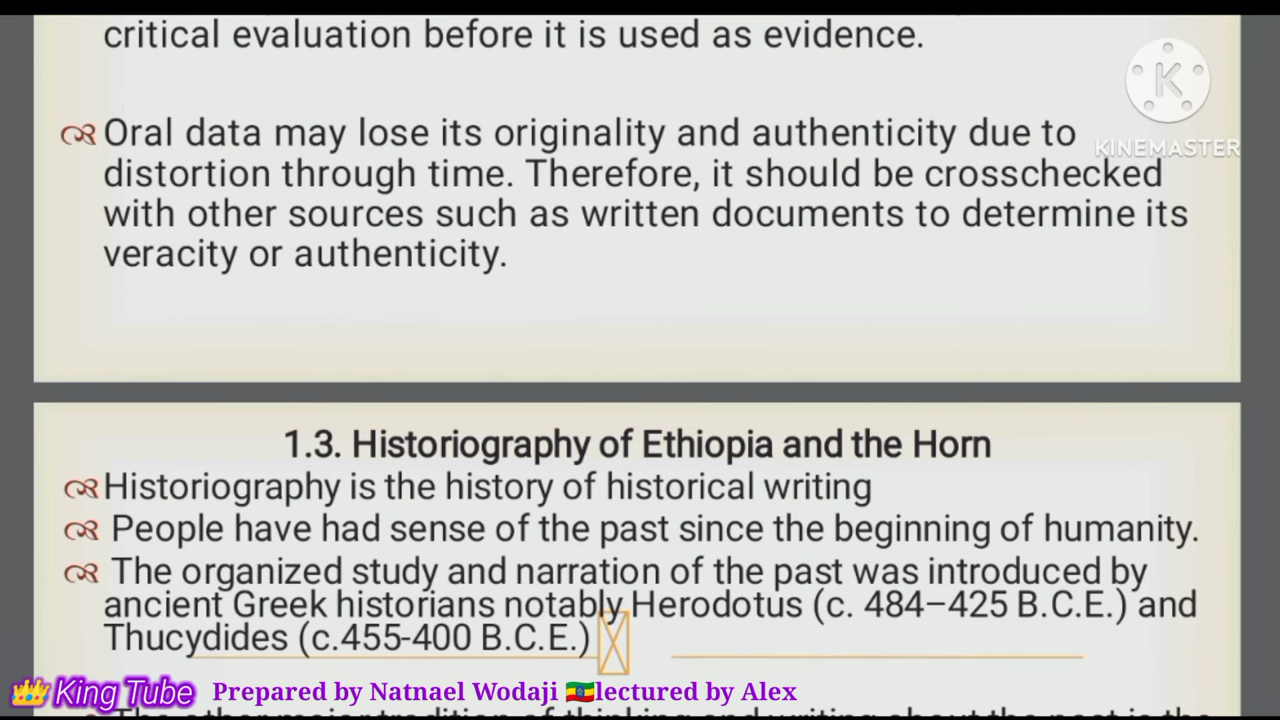 critical evaluation before it is used as evidence.
K
KINEMASTER
Oral data may lose its originality and authenticity due to
distortion through time. Therefore, it should be crosschecked
with other sources such as written documents to determine its
veracity or authenticity.
1.3. Historiography of Ethiopia and the Horn
Historiography is the history of historical writing
People have had sense of the past since the beginning of humanity.
The organized study and narration of the past was introduced by
ancient Greek historians notably Herodotus (c. 484–425 B.C.E.) and
Thucydides (c.455-400 B.C.E.)
👑King Tube Prepared by Natnael Wodaji 🇪🇹lectured by Alex